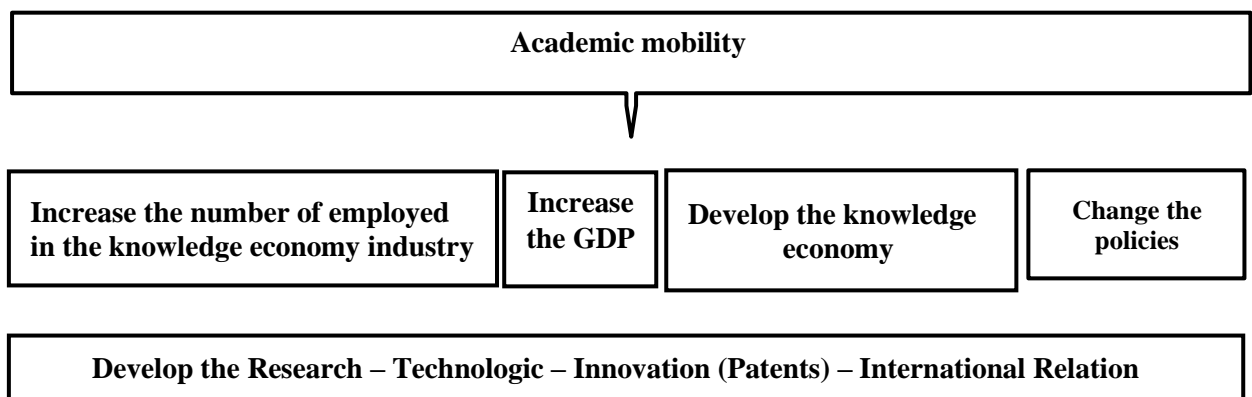 Academic mobility
Increase the number of employed
in the knowledge economy industry
Increase
the GDP
Develop the knowledge
economy
Change the
policies
Develop the Research – Technologic – Innovation (Patents) – International Relation